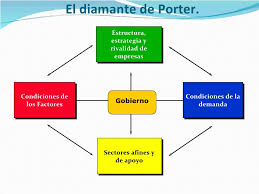 El diamante de Porter.
Estructura,
estrategia y
rivalidad de
empresas
Condiciones de
los Factores
Gobierno
Condiciones de la
demanda
Sectores afines y
de apoyo